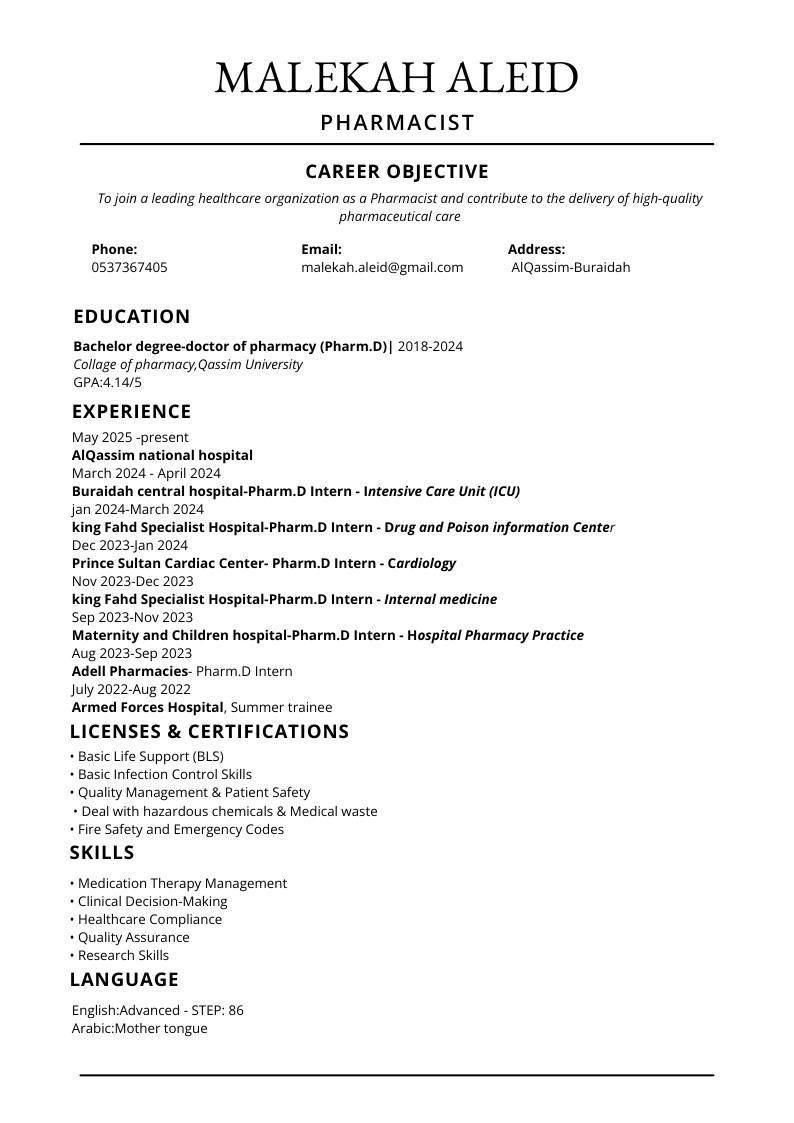 MALEKAH ALEID
PHARMACIST
CAREER OBJECTIVE
To join a leading healthcare organization as a Pharmacist and contribute to the delivery of high-quality
pharmaceutical care
Phone: Email: Address:
0537367405 malekah.aleid@gmail.com AlQassim-Buraidah
EDUCATION
Bachelor degree-doctor of pharmacy (Pharm.D)| 2018-2024
Collage of pharmacy,Qassim University
GPA:4.14/5
EXPERIENCE
May 2025 -present
AlQassim national hospital
March 2024 - April 2024
Buraidah central hospital-Pharm.D Intern - Intensive Care Unit (ICU)
jan 2024-March 2024
king Fahd Specialist Hospital-Pharm.D Intern - Drug and Poison information Center
Dec 2023-Jan 2024
Prince Sultan Cardiac Center- Pharm.D Intern - Cardiology
Nov 2023-Dec 2023
king Fahd Specialist Hospital-Pharm.D Intern - Internal medicine
Sep 2023-Nov 2023
Maternity and Children hospital-Pharm.D Intern - Hospital Pharmacy Practice
Aug 2023-Sep 2023
Adell Pharmacies- Pharm.D Intern
July 2022-Aug 2022
Armed Forces Hospital, Summer trainee
LICENSES & CERTIFICATIONS
• Basic Life Support (BLS)
• Basic Infection Control Skills
• Quality Management & Patient Safety
• Deal with hazardous chemicals & Medical waste
• Fire Safety and Emergency Codes
SKILLS
• Medication Therapy Management
• Clinical Decision-Making
• Healthcare Compliance
• Quality Assurance
• Research Skills
LANGUAGE
English:Advanced - STEP: 86
Arabic:Mother tongue